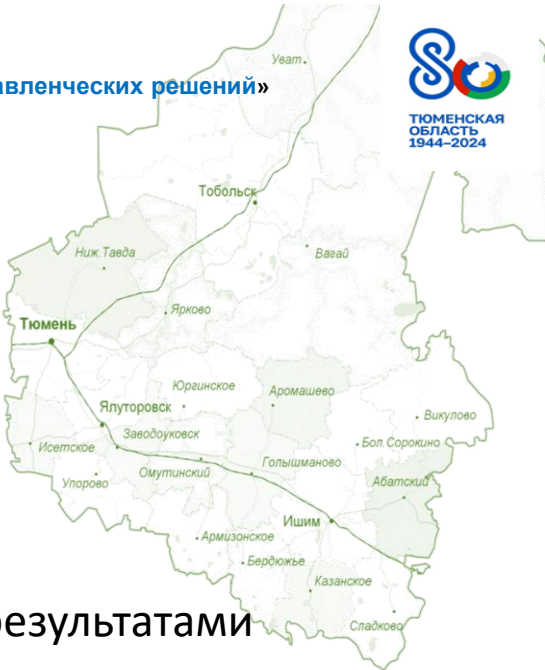 авленческих решений»
ТЮМЕНСКАЯ
ОБЛАСТЬ
1944–2024
Уват
Тобольск
Ниж.Тавда
Вагай
Ярково
Тюмень
Юргинское
Аромашево
Ялуторовск
Викулово
Заводоуковск
Бол.Сорокино
Исетское
Омутинский
Голышманово
Упорово
Абатский
Ишим
Армизонское
Бердюжье
Казанское
Сладково
результатами